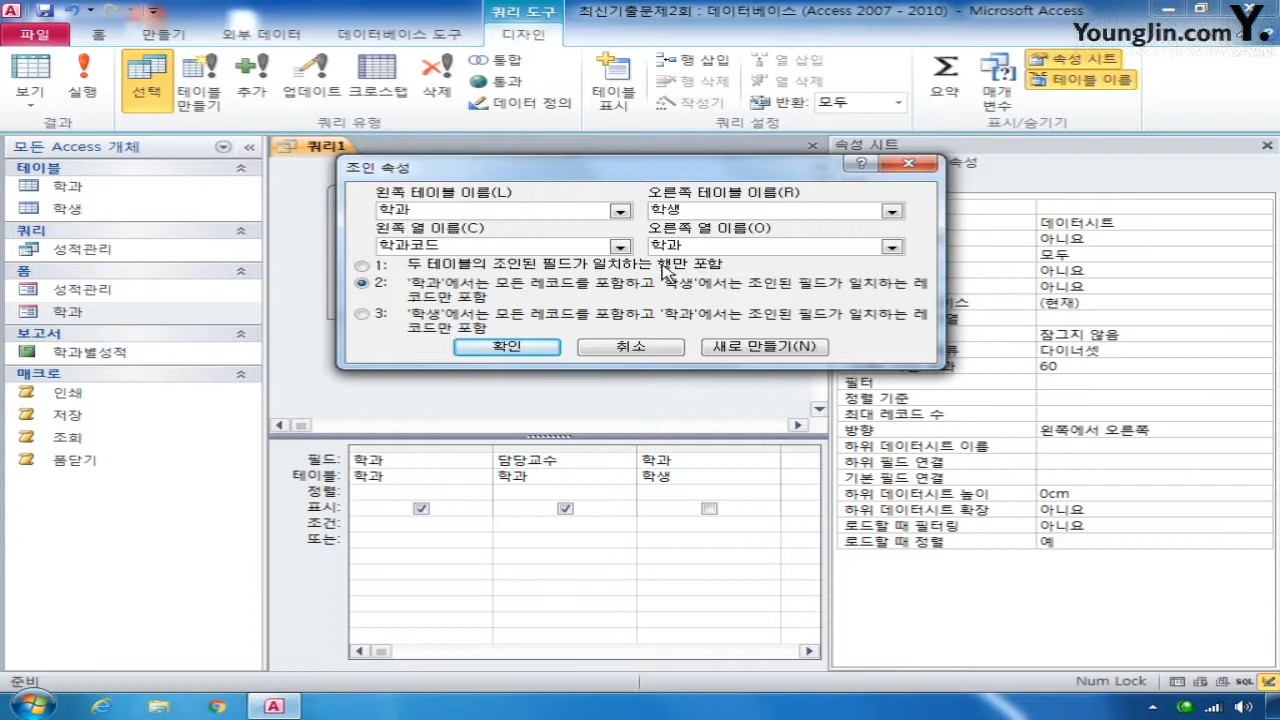 쿼리 도구
최신기출문제2회 : 데이터베이스 (Access 2007 - 2010) - Microsoft Access
YoungJin.com Y.
파일 홈 만들기 외부 데이터 데이터베이스 도구 디자인
보기 실행 선택 테이블 만들기 추가 업데이트 크로스탭 삭제
통합
통과
데이터 정의
테이블 표시
행 삽입
행 삭제
작성기
열 삽입
열 삭제
반환: 모두
요약 매개 변수
속성 시트
테이블 이름
결과 쿼리 유형 쿼리 설정 표시/숨기기
모든 Access 개체
테이블
학과
학생
쿼리
성적관리
폼
성적관리
학과
보고서
학과별성적
매크로
인쇄
저장
조회
폼닫기
쿼리1
조인 속성
왼쪽 테이블 이름(L) 오른쪽 테이블 이름(R)
학과 학생
왼쪽 열 이름(C) 오른쪽 열 이름(O)
학과코드 학과
1: 두 테이블의 조인된 필드가 일치하는 행만 포함
2: '학과'에서는 모든 레코드를 포함하고 '학생'에서는 조인된 필드가 일치하는 레
코드만 포함
3: '학생'에서는 모든 레코드를 포함하고 '학과'에서는 조인된 필드가 일치하는 레
코드만 포함
확인 취소 새로 만들기(N)
필드: 학과 담당교수 학과
테이블: 학과 학과 학생
정렬:
표시:
조건:
또는:
속성 시트
속성
데이터시트
아니요
모두
아니요
아니요
(현재)
잠그지 않음
다이너셋
60
필터
정렬 기준
최대 레코드 수
방향 왼쪽에서 오른쪽
하위 데이터시트 이름
하위 필드 연결
기본 필드 연결
하위 데이터시트 높이 0cm
하위 데이터시트 확장 아니요
로드할 때 필터링 아니요
로드할 때 정렬 예
준비 Num Lock SQL